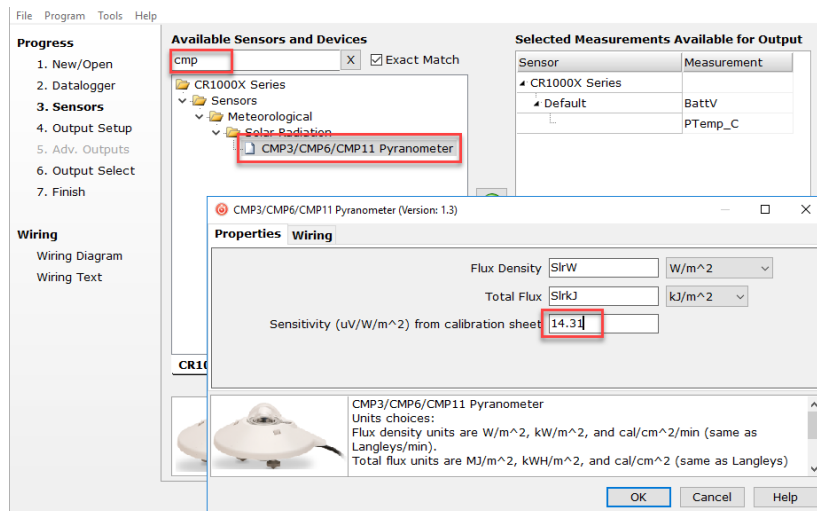 File Program Tools Help
Progress
1. New/Open
2. Datalogger
3. Sensors
4. Output Setup
5. Adv. Outputs
6. Output Select
7. Finish
Wiring
Wiring Diagram
Wiring Text
Available Sensors and Devices
cmp X Exact Match
CR1000X Series
Sensors
Meteorological
Solar Radiation
CMP3/CMP6/CMP11 Pyranometer
Selected Measurements Available for Output
Sensor Measurement
CR1000X Series
Default BattV
PTemp_C
CMP3/CMP6/CMP11 Pyranometer (Version: 1.3)
Properties Wiring
Flux Density SlrW W/m^2
Total Flux SlrkJ kJ/m^2
Sensitivity (uV/W/m^2) from calibration sheet 14.31
CMP3/CMP6/CMP11 Pyranometer
Units choices:
Flux density units are W/m^2, kW/m^2, and cal/cm^2/min (same as
Langleys/min).
Total flux units are MJ/m^2, kWH/m^2, and cal/cm^2 (same as Langleys)
OK Cancel Help